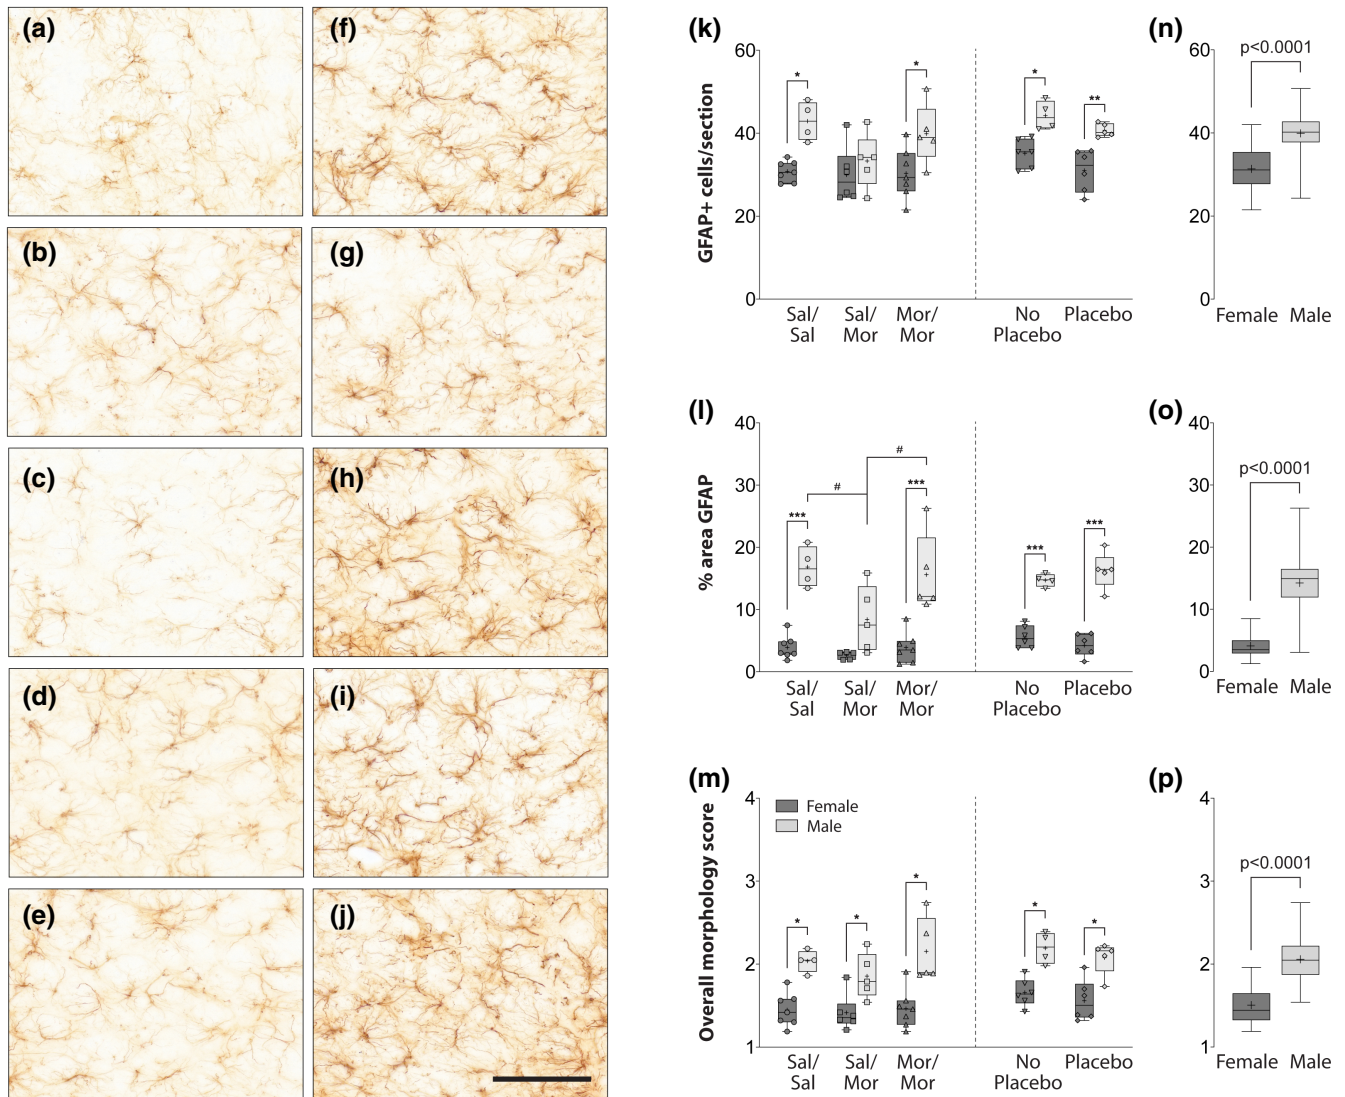 (a)
(f)
(b)
(g)
(c)
(h)
(d)
(i)
(e)
(j)
(k)
GFAP+ cells/section
60
40
20
0
*
*
*
**
Sal/ Sal/ Mor/ No Placebo
Sal Mor Mor Placebo
(n)
60
40
20
0
p<0.0001
Female Male
(l)
% area GFAP
40
30
20
10
0
#
#
***
***
***
***
Sal/ Sal/ Mor/ No Placebo
Sal Mor Mor Placebo
(o)
40
30
20
10
0
p<0.0001
Female Male
(m)
Overall morphology score
4
3
2
1
Female
Male
*
*
*
*
*
Sal/ Sal/ Mor/ No Placebo
Sal Mor Mor Placebo
(p)
4
3
2
1
p<0.0001
Female Male